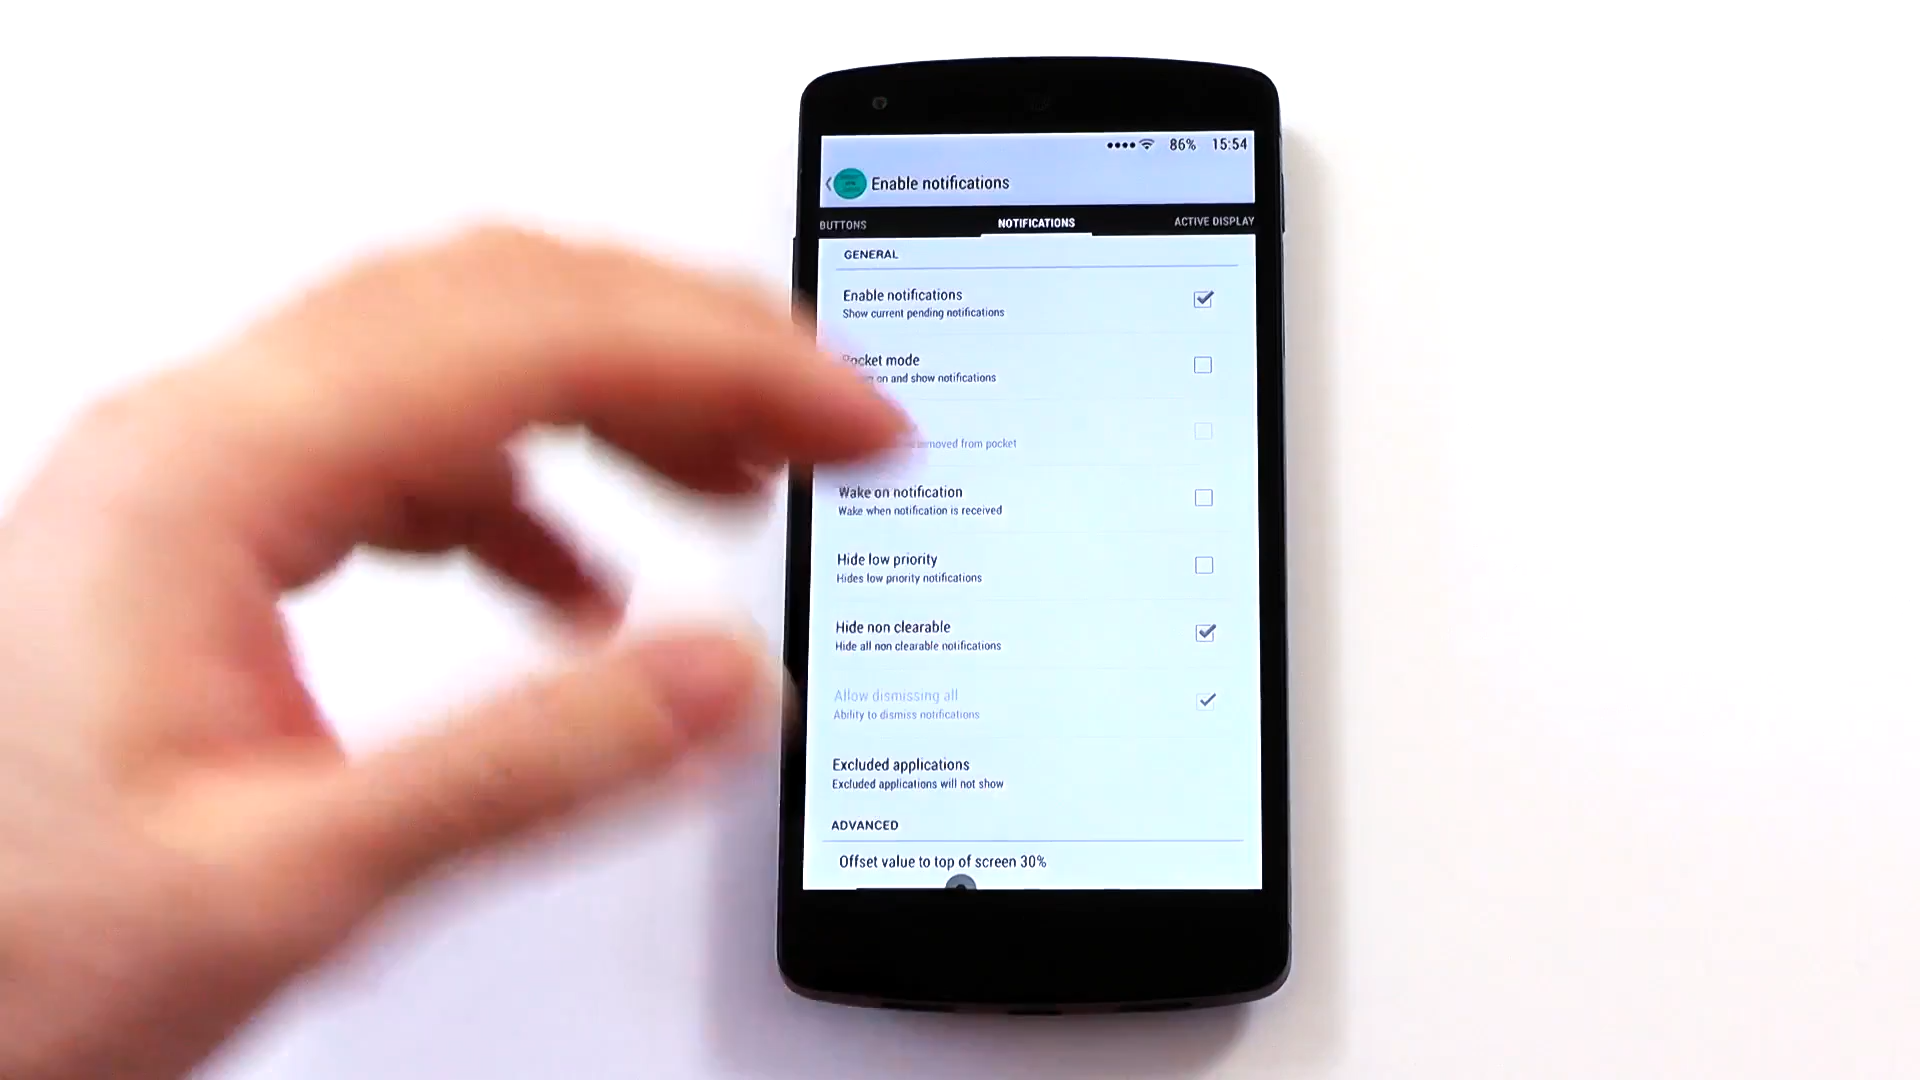 86% 15:54
Enable notifications
BUTTONS NOTIFICATIONS ACTIVE DISPLAY
GENERAL
Enable notifications
Show current pending notifications
Pocket mode
on and show notifications
removed from pocket
Wake on notification
Wake when notification is received
Hide low priority
Hides low priority notifications
Hide non clearable
Hide all non clearable notifications
Allow dismissing all
Ability to dismiss notifications
Excluded applications
Excluded applications will not show
ADVANCED
Offset value to top of screen 30%